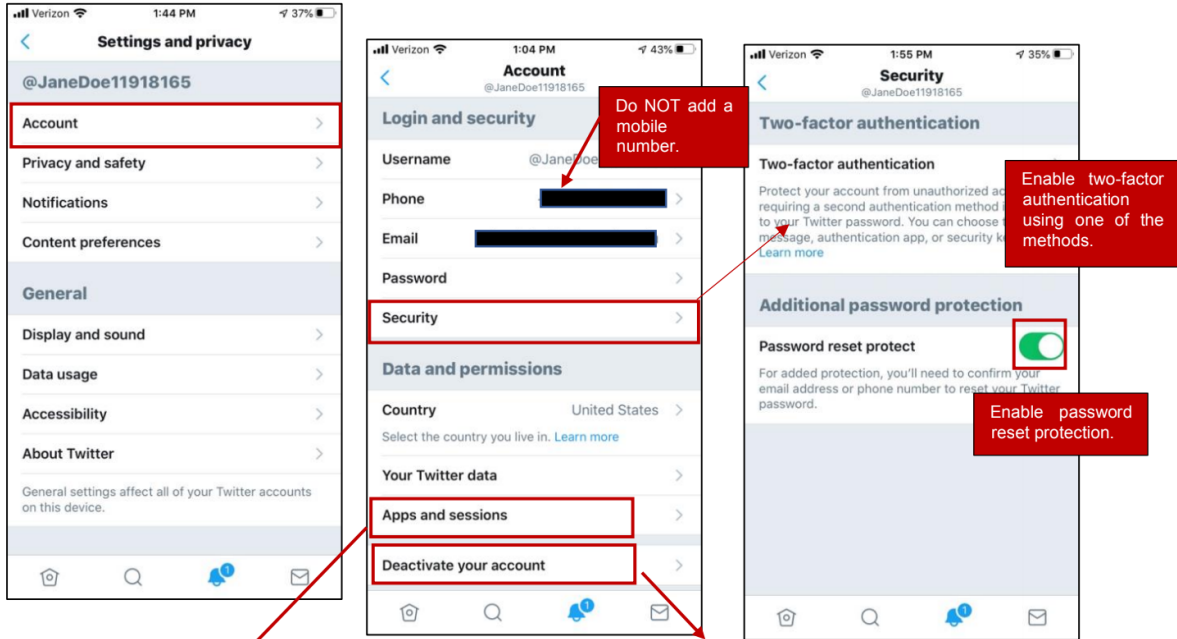 Verizon 1:44 PM 37%
Settings and privacy
@JaneDoe11918165
Account
Privacy and safety
Notifications
Content preferences
General
Display and sound
Data usage
Accessibility
About Twitter
General settings affect all of your Twitter accounts
on this device.
1
Verizon 1:04 PM 43%
Account
@JaneDoe11918165
Login and security
Do NOT add a
mobile
number.
Username @JaneDoe
Phone
Email
Password
Security
Data and permissions
Country United States
Select the country you live in. Learn more
Your Twitter data
Apps and sessions
Deactivate your account
1
Verizon 1:55 PM 35%
Security
@JaneDoe11918165
Two-factor authentication
Two-factor authentication
Protect your account from unauthorized
requiring a second authentication method
to your Twitter password. You can choose
message, authentication app, or security
Learn more
Enable two-factor
authentication
using one of the
methods.
Additional password protection
Password reset protect
For added protection, you'll need to confirm your
email address or phone number to reset your Twitter
password.
Enable password
reset protection.
1